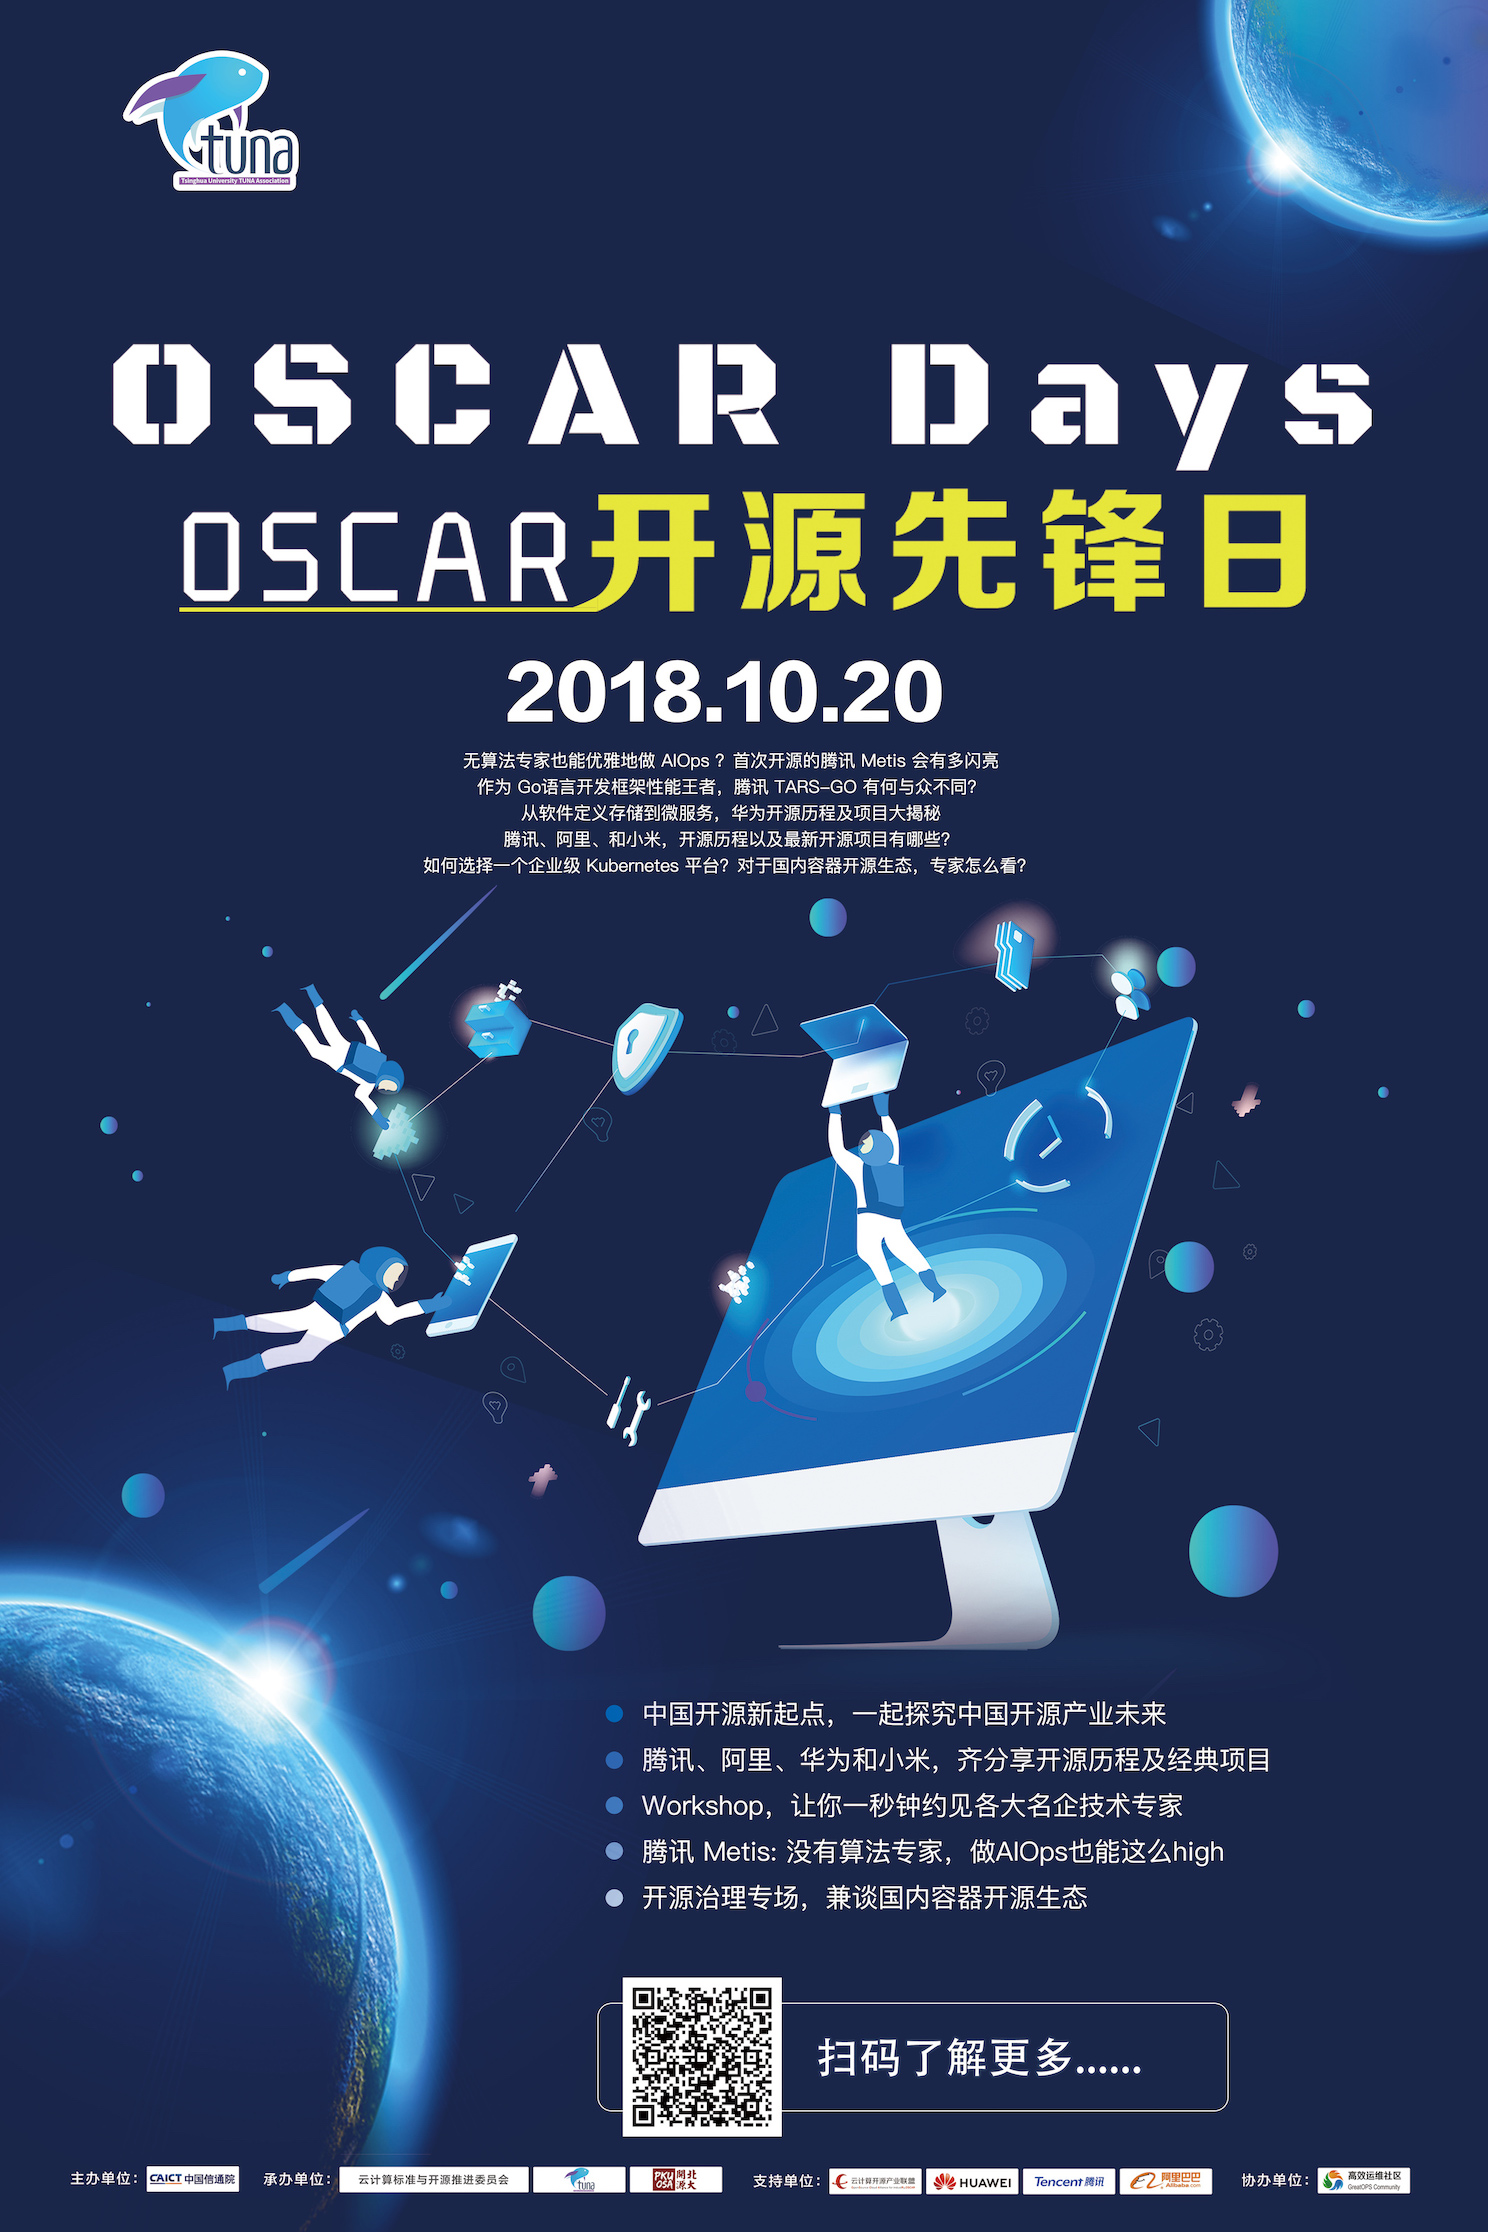 tuna
Tsinghua University TUNA Association
OSCAR Days
OSCAR开源先锋日
2018.10.20
无算法专家也能优雅地做 AIOps ？首次开源的腾讯 Metis 会有多闪亮
作为 Go语言开发框架性能王者，腾讯 TARS-GO 有何与众不同？
从软件定义存储到微服务，华为开源历程及项目大揭秘
腾讯、阿里、和小米，开源历程以及最新开源项目有哪些？
如何选择一个企业级 Kubernetes 平台？对于国内容器开源生态，专家怎么看？
中国开源新起点，一起探究中国开源产业未来
腾讯、阿里、华为和小米，齐分享开源历程及经典项目
Workshop，让你一秒钟约见各大名企技术专家
腾讯 Metis: 没有算法专家，做AIOps也能这么high
开源治理专场，兼谈国内容器开源生态
扫码了解更多......
主办单位： CAICT 中国信通院 承办单位： 云计算标准与开源推进委员会 tuna PKU OSA 開北源大 支持单位： 云计算开源产业联盟 HUAWEI Tencent 腾讯 阿里巴巴 Alibaba.com 协办单位： 高效运维社区 GreatOPS Community